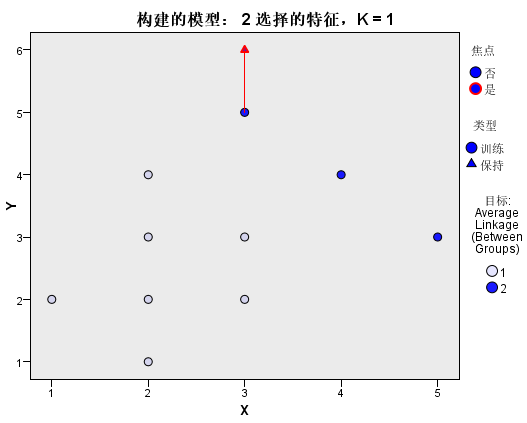 构建的模型：2 选择的特征，K = 1
Y
6
5
4
3
2
1
1 2 3 4 5
X
焦点
否
是
类型
训练
保持
目标:
Average
Linkage
(Between
Groups)
1
2